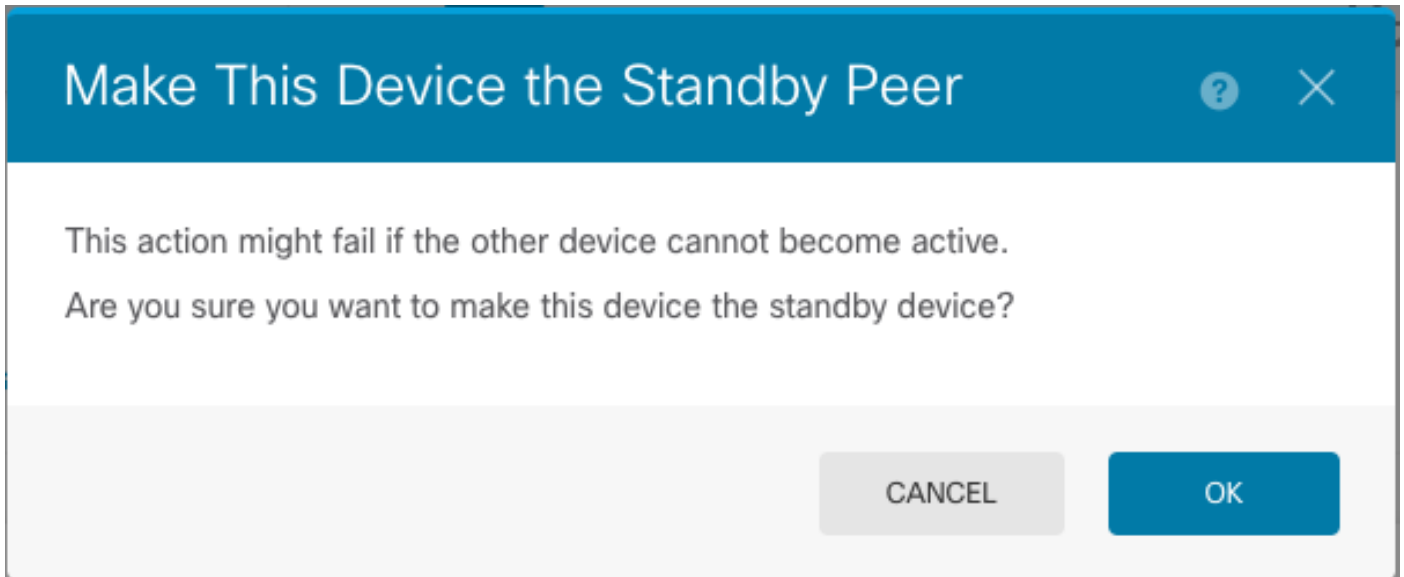 Make This Device the Standby Peer
?
This action might fail if the other device cannot become active.
Are you sure you want to make this device the standby device?
CANCEL
OK